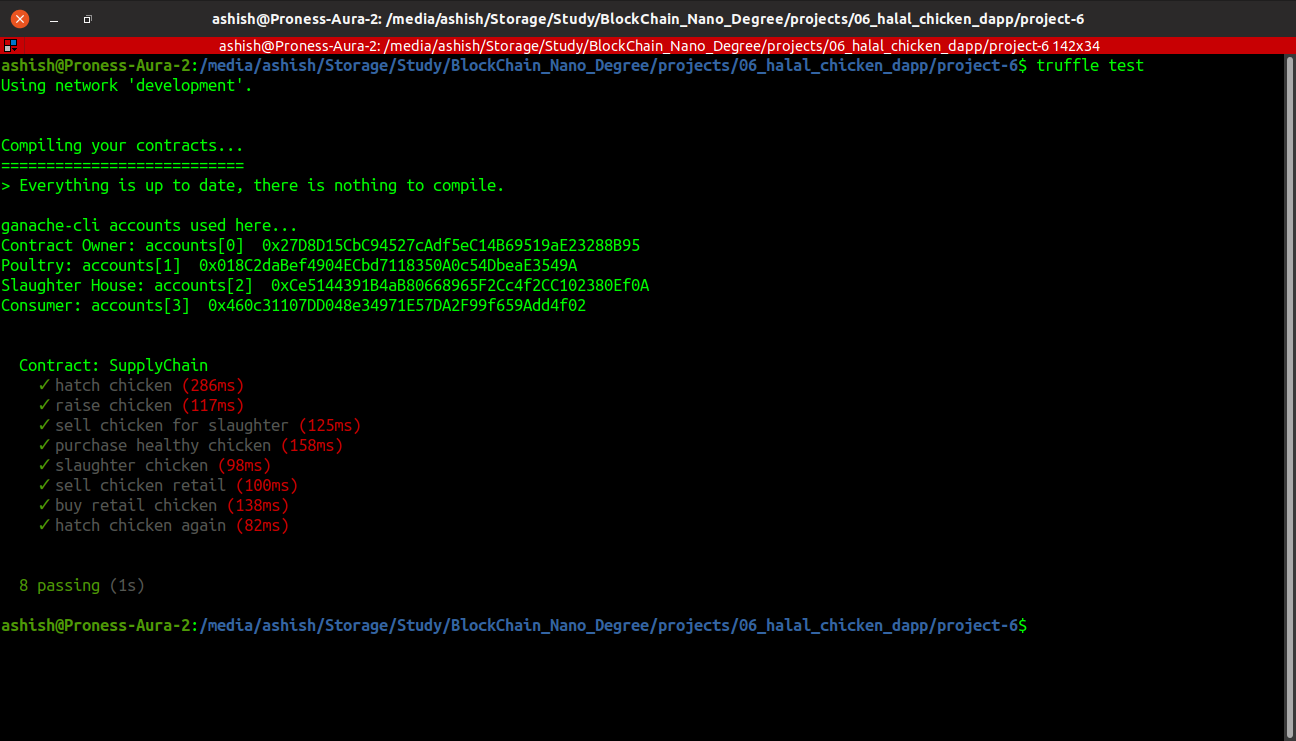 ashish@Proness-Aura-2: /media/ashish/Storage/Study/BlockChain_Nano_Degree/projects/06_halal_chicken_dapp/project-6
ashish@Proness-Aura-2: /media/ashish/Storage/Study/BlockChain_Nano_Degree/projects/06_halal_chicken_dapp/project-6 142x34
ashish@Proness-Aura-2:/media/ashish/Storage/Study/BlockChain_Nano_Degree/projects/06_halal_chicken_dapp/project-6$ truffle test
Using network 'development'.
Compiling your contracts...
===========================
> Everything is up to date, there is nothing to compile.
ganache-cli accounts used here...
Contract Owner: accounts[0]  0x27D8D15CbC94527cAdf5eC14B69519aE23288B95
Poultry: accounts[1]  0x018C2daBef4904ECbd7118350A0c54DbeaE3549A
Slaughter House: accounts[2]  0xCe5144391B4aB80668965F2Cc4f2CC102380Ef0A
Consumer: accounts[3]  0x460c31107DD048e34971E57DA2F99f659Add4f02
Contract: SupplyChain
✓ hatch chicken (286ms)
✓ raise chicken (117ms)
✓ sell chicken for slaughter (125ms)
✓ purchase healthy chicken (158ms)
✓ slaughter chicken (98ms)
✓ sell chicken retail (100ms)
✓ buy retail chicken (138ms)
✓ hatch chicken again (82ms)
8 passing (1s)
ashish@Proness-Aura-2:/media/ashish/Storage/Study/BlockChain_Nano_Degree/projects/06_halal_chicken_dapp/project-6$